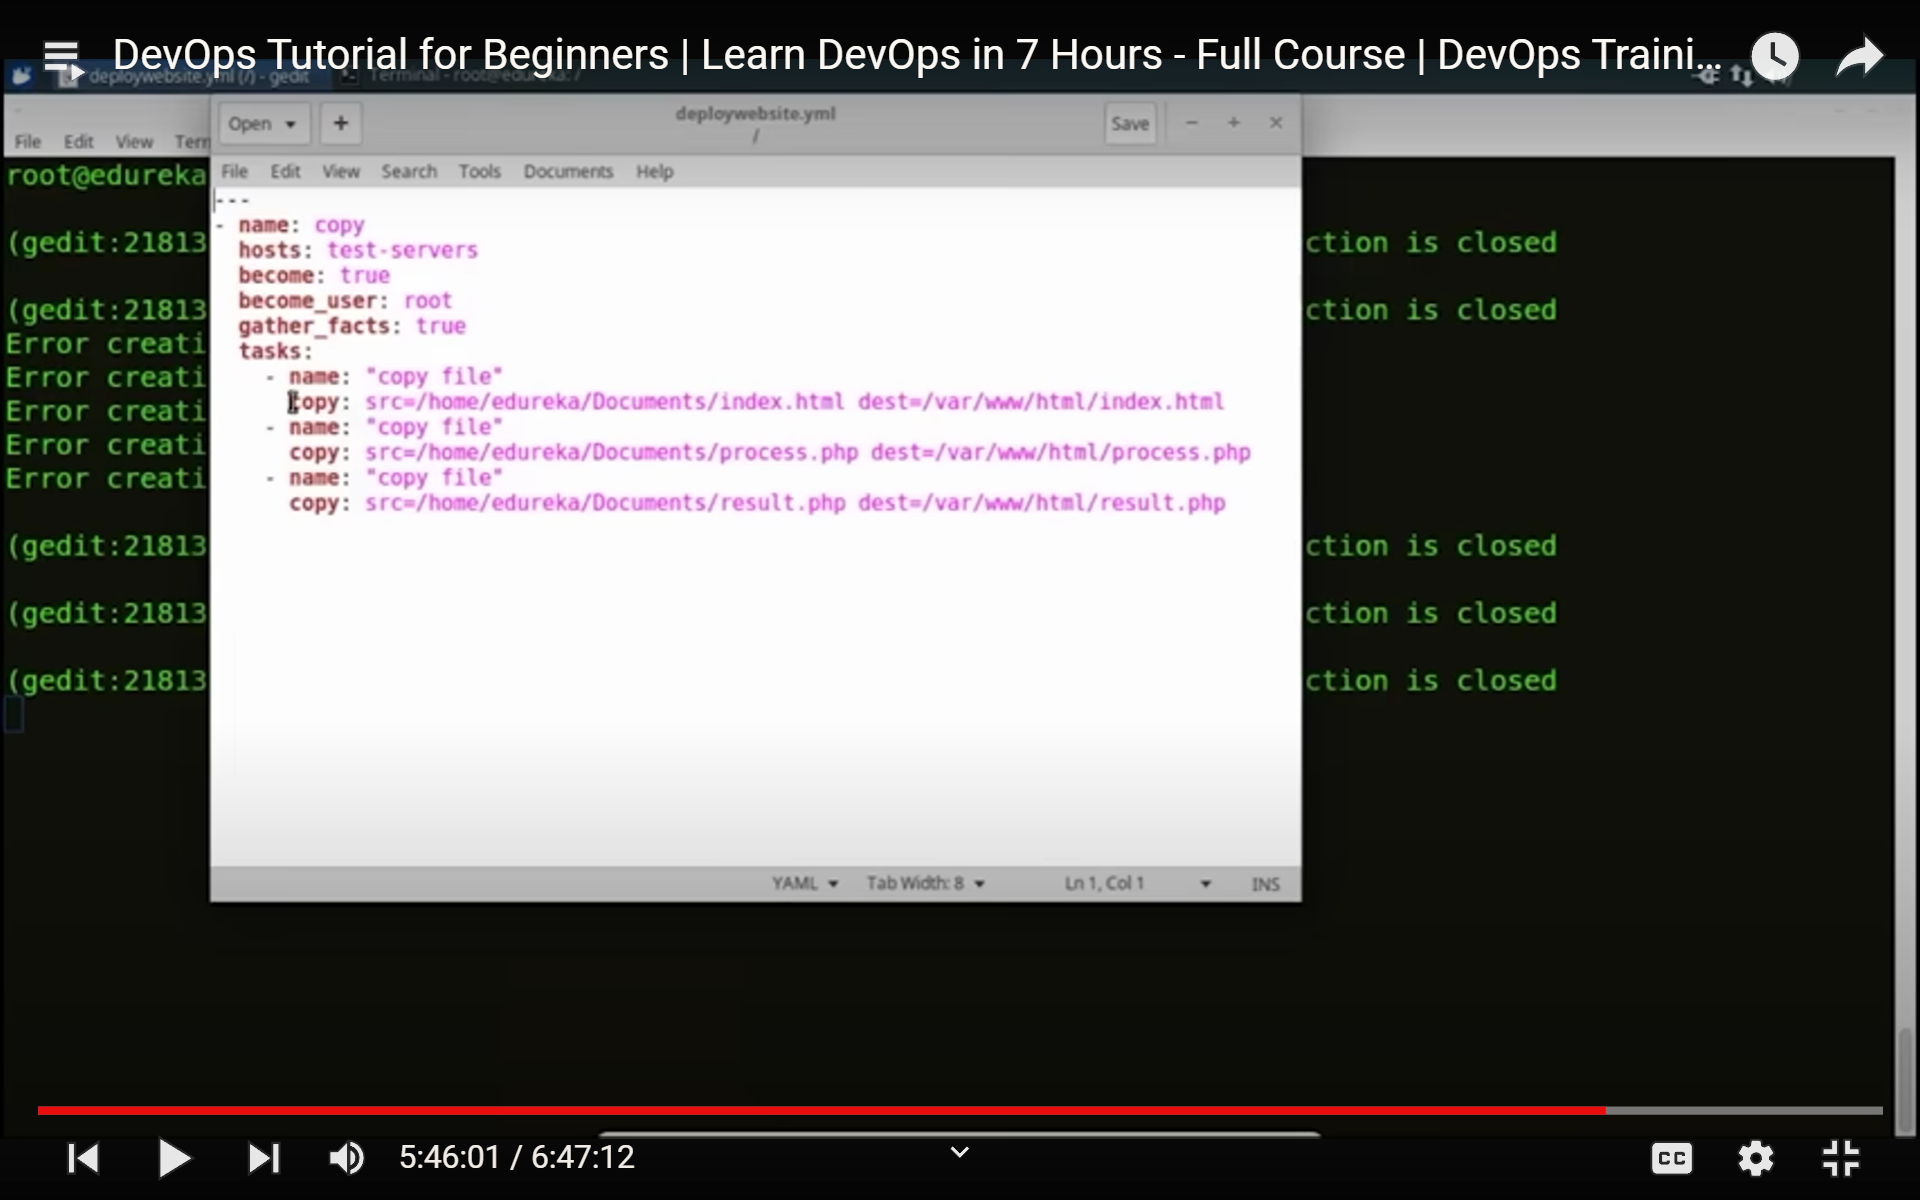 DevOps Tutorial for Beginners | Learn DevOps in 7 Hours - Full Course | DevOps Traini...
deploywebsite.yml (/) - gedit
Terminal - root@edureka: /
File Edit View Term
Open
+
deploywebsite.yml
/
Save
File Edit View Search Tools Documents Help
---
- name: copy
hosts: test-servers
become: true
become_user: root
gather_facts: true
tasks:
- name: "copy file"
copy: src=/home/edureka/Documents/index.html dest=/var/www/html/index.html
- name: "copy file"
copy: src=/home/edureka/Documents/process.php dest=/var/www/html/process.php
- name: "copy file"
copy: src=/home/edureka/Documents/result.php dest=/var/www/html/result.php
YAML Tab Width: 8 Ln 1, Col 1 INS
root@edureka
(gedit:21813 ction is closed
(gedit:21813 ction is closed
Error creati
Error creati
Error creati
Error creati
Error creati
(gedit:21813 ction is closed
(gedit:21813 ction is closed
(gedit:21813 ction is closed
5:46:01 / 6:47:12
CC